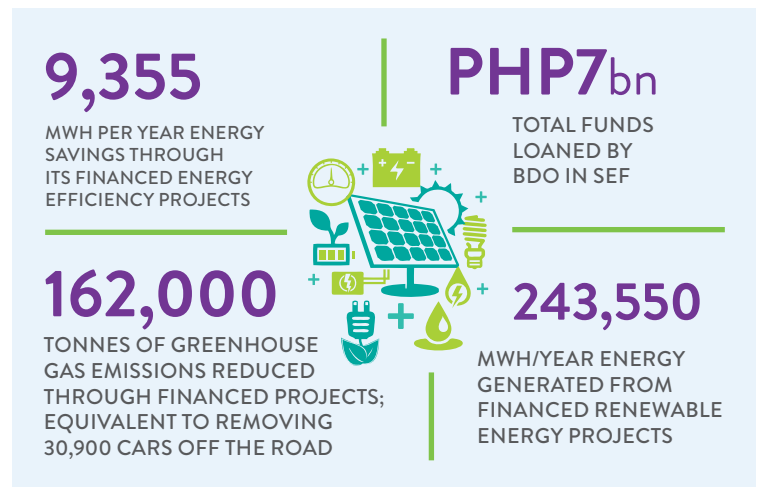 9,355
MWH PER YEAR ENERGY
SAVINGS THROUGH
ITS FINANCED ENERGY
EFFICIENCY PROJECTS
PHP7bn
TOTAL FUNDS
LOANED BY
BDO IN SEF
162,000
TONNES OF GREENHOUSE
GAS EMISSIONS REDUCED
THROUGH FINANCED PROJECTS;
EQUIVALENT TO REMOVING
30,900 CARS OFF THE ROAD
243,550
MWH/YEAR ENERGY
GENERATED FROM
FINANCED RENEWABLE
ENERGY PROJECTS